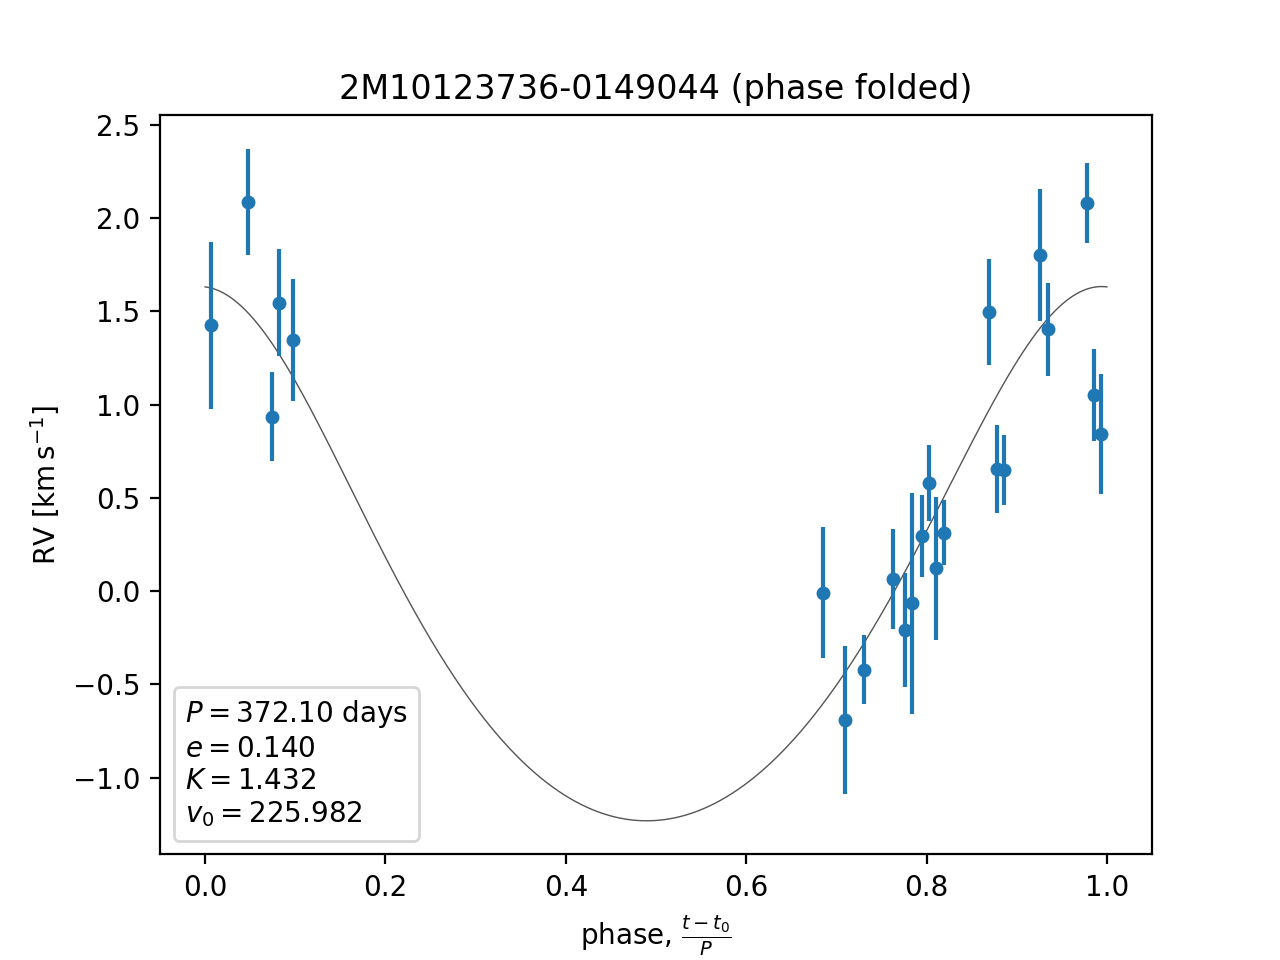 2M10123736-0149044 (phase folded)
RV [km s⁻¹]
2.5
2.0
1.5
1.0
0.5
0.0
−0.5
−1.0
P = 372.10 days
e = 0.140
K = 1.432
v₀ = 225.982
0.0 0.2 0.4 0.6 0.8 1.0
phase, (t − t₀)/P